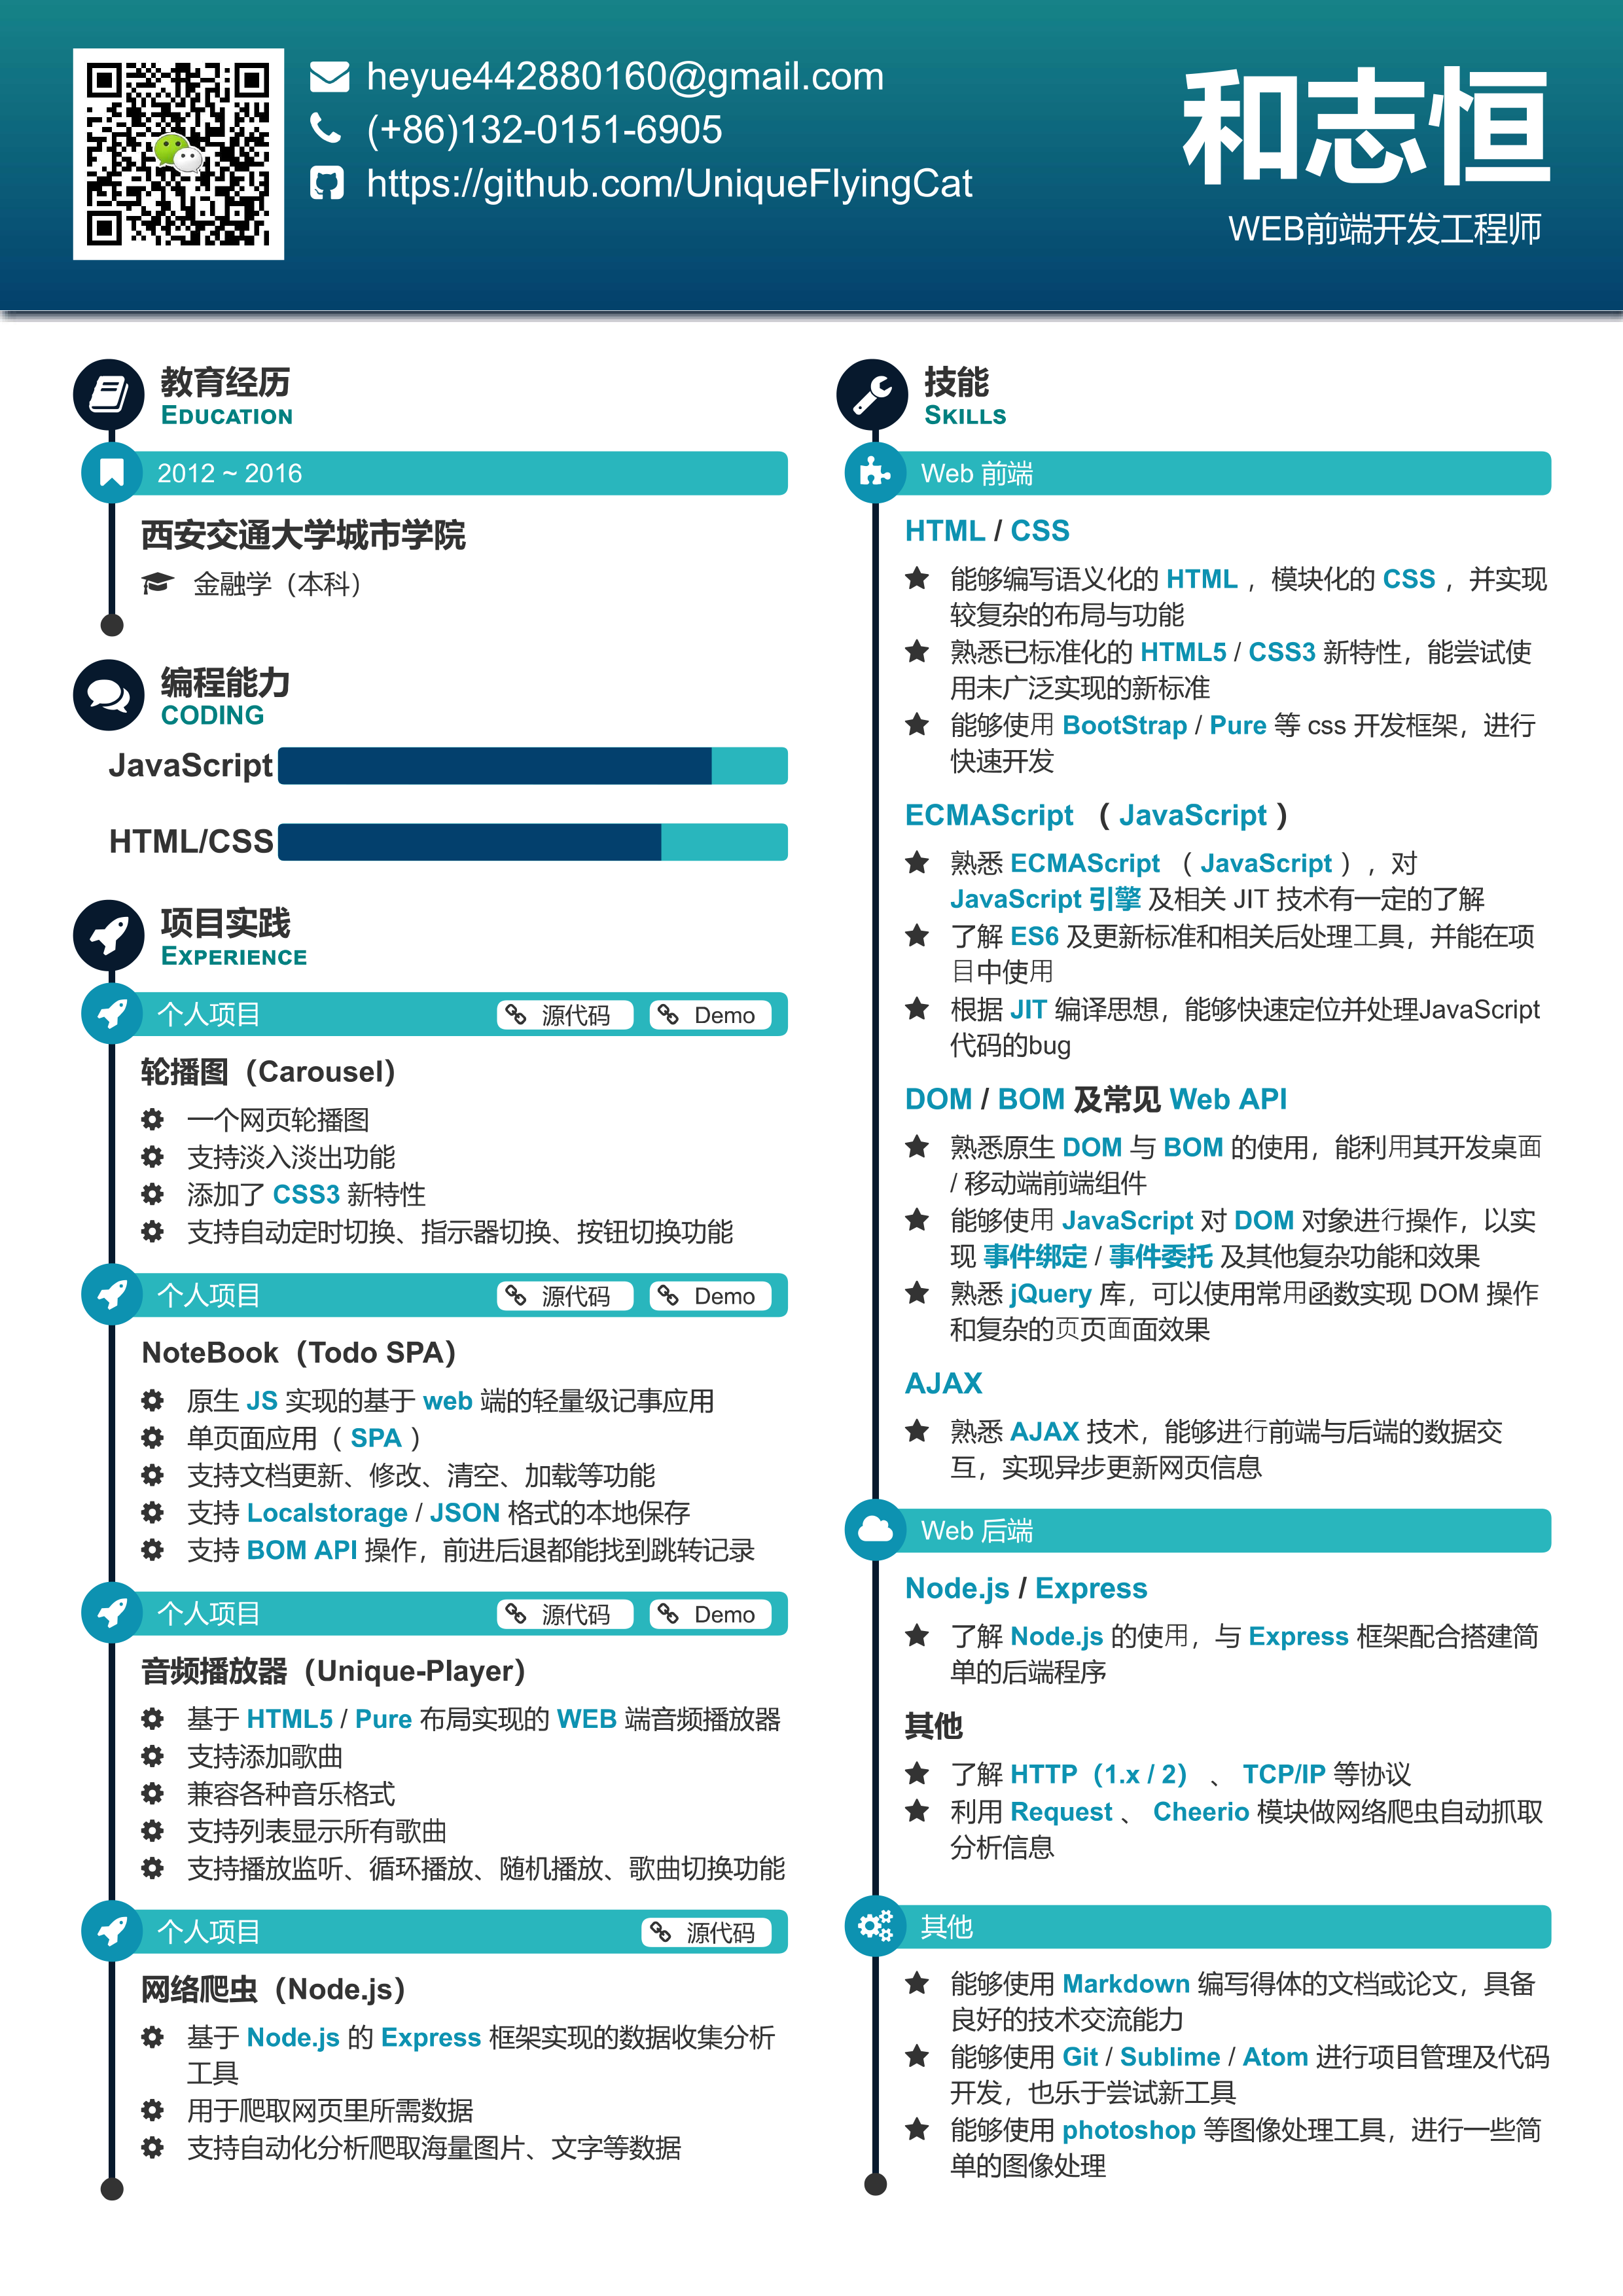 heyue442880160@gmail.com
(+86)132-0151-6905
https://github.com/UniqueFlyingCat
和志恒
WEB前端开发工程师
教育经历
EDUCATION
2012 ~ 2016
西安交通大学城市学院
金融学（本科）
编程能力
CODING
JavaScript
HTML/CSS
项目实践
EXPERIENCE
个人项目 源代码 Demo
轮播图（Carousel）
一个网页轮播图
支持淡入淡出功能
添加了 CSS3 新特性
支持自动定时切换、指示器切换、按钮切换功能
个人项目 源代码 Demo
NoteBook（Todo SPA）
原生 JS 实现的基于 web 端的轻量级记事应用
单页面应用（ SPA ）
支持文档更新、修改、清空、加载等功能
支持 Localstorage / JSON 格式的本地保存
支持 BOM API 操作，前进后退都能找到跳转记录
个人项目 源代码 Demo
音频播放器（Unique-Player）
基于 HTML5 / Pure 布局实现的 WEB 端音频播放器
支持添加歌曲
兼容各种音乐格式
支持列表显示所有歌曲
支持播放监听、循环播放、随机播放、歌曲切换功能
个人项目 源代码
网络爬虫（Node.js）
基于 Node.js 的 Express 框架实现的数据收集分析
工具
用于爬取网页里所需数据
支持自动化分析爬取海量图片、文字等数据
技能
SKILLS
Web 前端
HTML / CSS
能够编写语义化的 HTML ，模块化的 CSS ，并实现
较复杂的布局与功能
熟悉已标准化的 HTML5 / CSS3 新特性，能尝试使
用未广泛实现的新标准
能够使用 BootStrap / Pure 等 css 开发框架，进行
快速开发
ECMAScript （ JavaScript ）
熟悉 ECMAScript （ JavaScript ），对
JavaScript 引擎 及相关 JIT 技术有一定的了解
了解 ES6 及更新标准和相关后处理工具，并能在项
目中使用
根据 JIT 编译思想，能够快速定位并处理JavaScript
代码的bug
DOM / BOM 及常见 Web API
熟悉原生 DOM 与 BOM 的使用，能利用其开发桌面
/ 移动端前端组件
能够使用 JavaScript 对 DOM 对象进行操作，以实
现 事件绑定 / 事件委托 及其他复杂功能和效果
熟悉 jQuery 库，可以使用常用函数实现 DOM 操作
和复杂的页页面面效果
AJAX
熟悉 AJAX 技术，能够进行前端与后端的数据交
互，实现异步更新网页信息
Web 后端
Node.js / Express
了解 Node.js 的使用，与 Express 框架配合搭建简
单的后端程序
其他
了解 HTTP（1.x / 2） 、 TCP/IP 等协议
利用 Request 、 Cheerio 模块做网络爬虫自动抓取
分析信息
其他
能够使用 Markdown 编写得体的文档或论文，具备
良好的技术交流能力
能够使用 Git / Sublime / Atom 进行项目管理及代码
开发，也乐于尝试新工具
能够使用 photoshop 等图像处理工具，进行一些简
单的图像处理